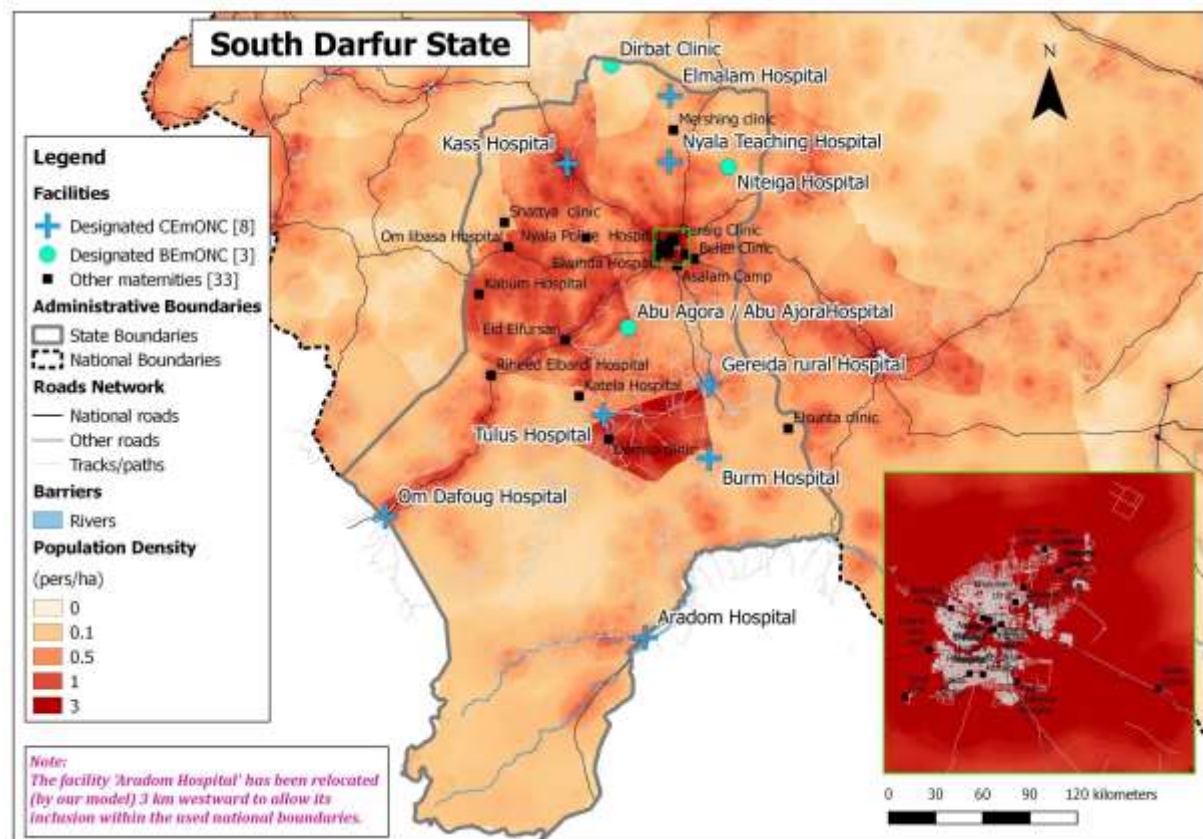 South Darfur State
Dirbat Clinic
Elmalam Hospital
N
Mershing clinic
Kass Hospital
Nyala Teaching Hospital
Niteiga Hospital
Shattya clinic
Om libasa Hospital
Nyala Police Hospital
Clinic
Clinic
Hospital
Asalam Camp
Kabum Hospital
Abu Agora / Abu AjoraHospital
Eid Elfursan
Gereida rural Hospital
Riheed Elbardi Hospital
Katela Hospital
Tulus Hospital
clinic
clinic
Burm Hospital
Om Dafoug Hospital
Aradom Hospital
Legend
Facilities
Designated CEmONC [8]
Designated BEmONC [3]
Other maternities [33]
Administrative Boundaries
State Boundaries
National Boundaries
Roads Network
National roads
Other roads
Tracks/paths
Barriers
Rivers
Population Density
(pers/ha)
0
0.1
0.5
1
3
Note:
The facility 'Aradom Hospital' has been relocated
(by our model) 3 km westward to allow its
inclusion within the used national boundaries.
0 30 60 90 120 kilometers